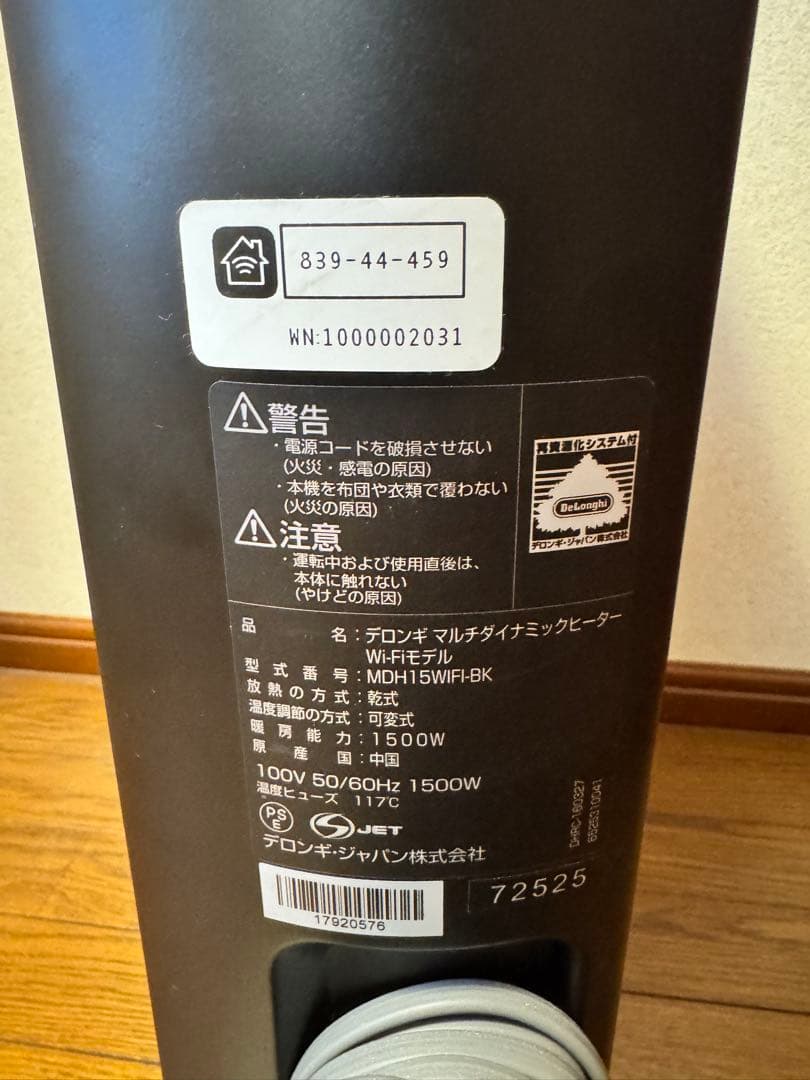 839-44-459
WN:1000002031
警告
・電源コードを破損させない
(火災・感電の原因)
・本機を布団や衣類で覆わない
(火災の原因)
注意
・運転中および使用直後は、
本体に触れない
(やけどの原因)
再資源化システム付
DeLonghi
デロンギ・ジャパン株式会社
品名：デロンギ マルチダイナミックヒーター
Wi-Fiモデル
型式番号：MDH15WIFI-BK
放熱の方式：乾式
温度調節の方式：可変式
暖房能力：1500W
原産国：中国
100V 50/60Hz 1500W
温度ヒューズ 117℃
PS
E
JET
デロンギ・ジャパン株式会社
DHRC-160327
6525310041
17920576
72525